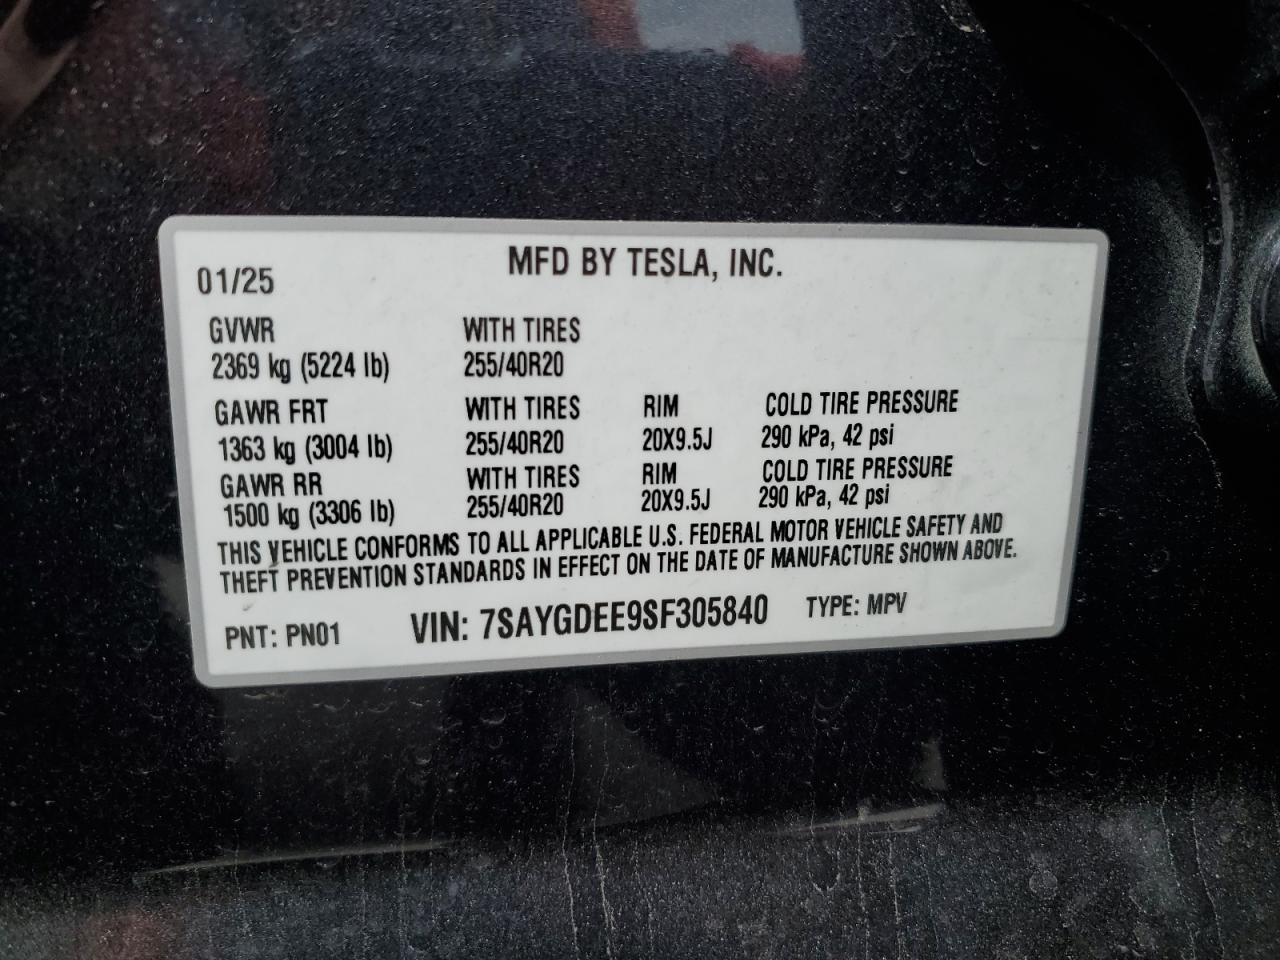 MFD BY TESLA, INC.
01/25
GVWR WITH TIRES
2369 kg (5224 lb) 255/40R20
GAWR FRT WITH TIRES RIM COLD TIRE PRESSURE
1363 kg (3004 lb) 255/40R20 20X9.5J 290 kPa, 42 psi
GAWR RR WITH TIRES RIM COLD TIRE PRESSURE
1500 kg (3306 lb) 255/40R20 20X9.5J 290 kPa, 42 psi
THIS VEHICLE CONFORMS TO ALL APPLICABLE U.S. FEDERAL MOTOR VEHICLE SAFETY AND
THEFT PREVENTION STANDARDS IN EFFECT ON THE DATE OF MANUFACTURE SHOWN ABOVE.
PNT: PN01 VIN: 7SAYGDEE9SF305840 TYPE: MPV